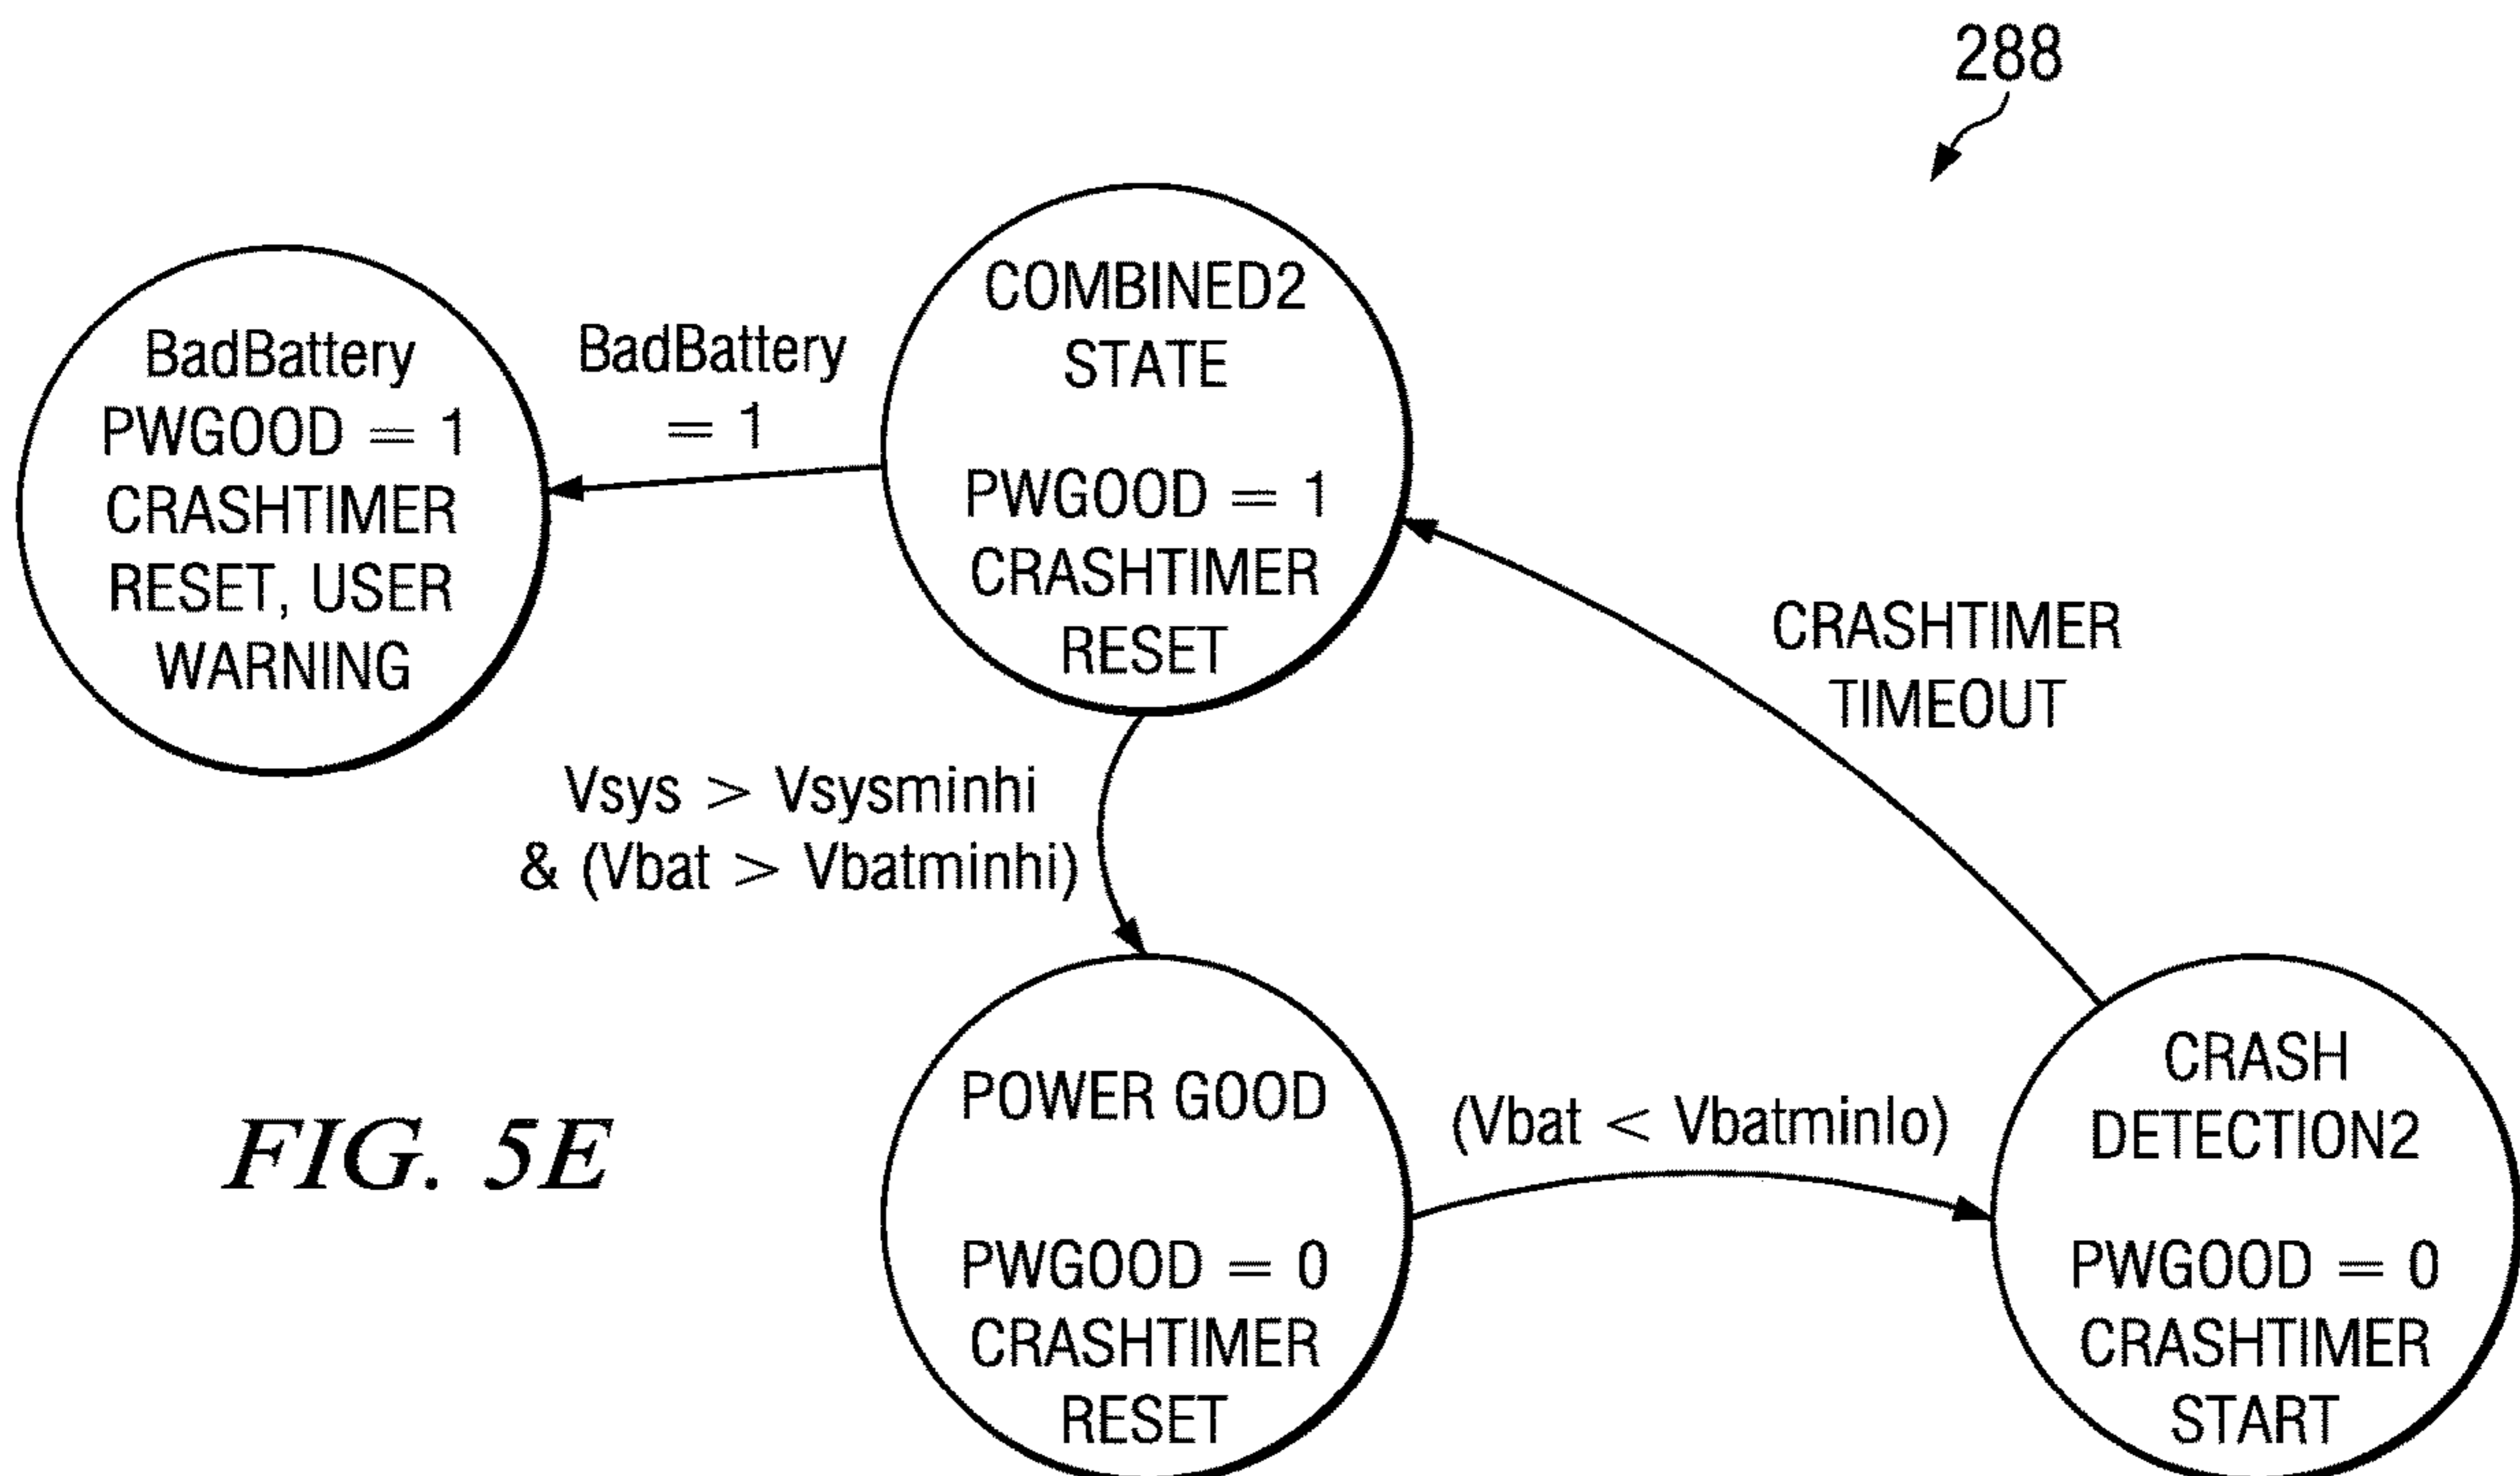 288
COMBINED2
STATE
PWGOOD = 1
CRASHTIMER
RESET
BadBattery
PWGOOD = 1
CRASHTIMER
RESET, USER
WARNING
BadBattery
= 1
CRASHTIMER
TIMEOUT
Vsys > Vsysminhi
& (Vbat > Vbatminhi)
POWER GOOD
PWGOOD = 0
CRASHTIMER
RESET
(Vbat < Vbatminlo)
CRASH
DETECTION2
PWGOOD = 0
CRASHTIMER
START
FIG. 5E